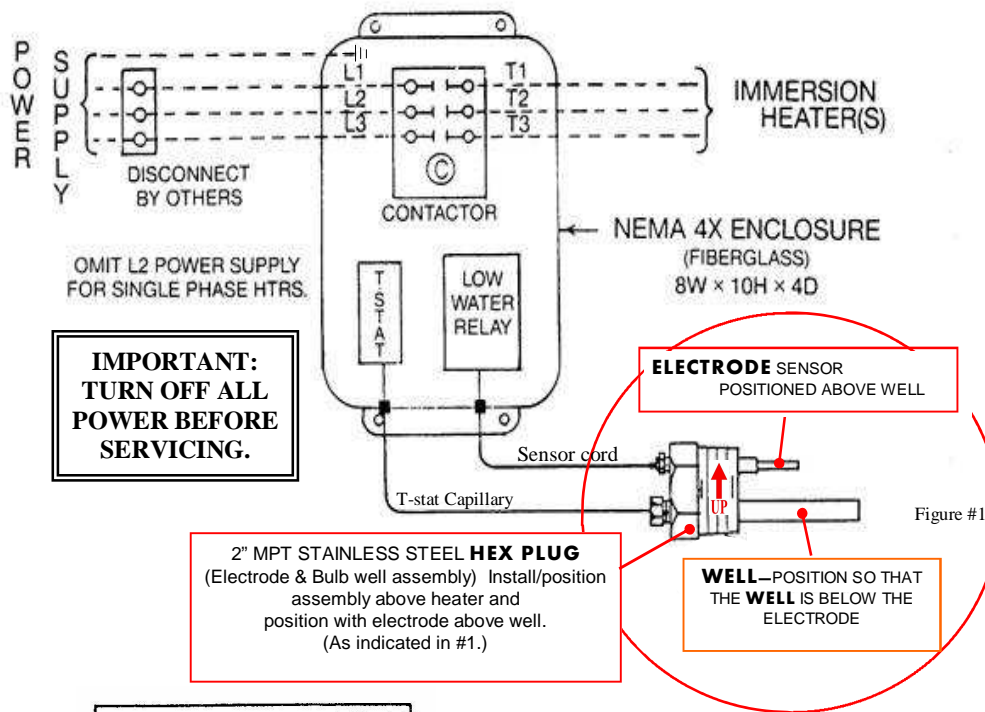 POWER
SUPPLY
L1
L2
L3
T1
T2
T3
IMMERSION
HEATER(S)
DISCONNECT
BY OTHERS
C
CONTACTOR
NEMA 4X ENCLOSURE
(FIBERGLASS)
8W × 10H × 4D
OMIT L2 POWER SUPPLY
FOR SINGLE PHASE HTRS.
T-STAT
LOW
WATER
RELAY
IMPORTANT:
TURN OFF ALL
POWER BEFORE
SERVICING.
ELECTRODE SENSOR
POSITIONED ABOVE WELL
Sensor cord
T-stat Capillary
UP
Figure #1
2" MPT STAINLESS STEEL HEX PLUG
(Electrode & Bulb well assembly) Install/position
assembly above heater and
position with electrode above well.
(As indicated in #1.)
WELL–POSITION SO THAT
THE WELL IS BELOW THE
ELECTRODE